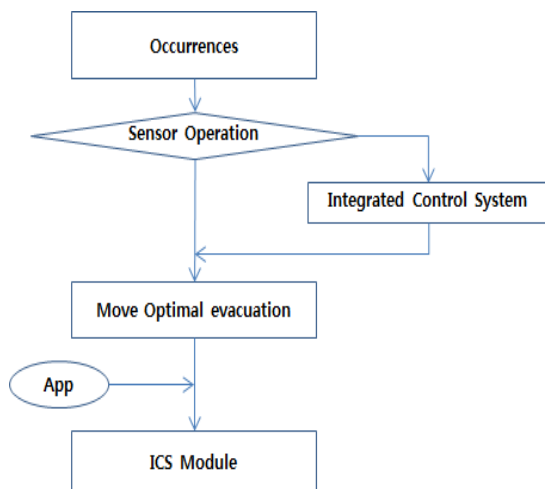 Occurrences
Sensor Operation
Integrated Control System
Move Optimal evacuation
App
ICS Module